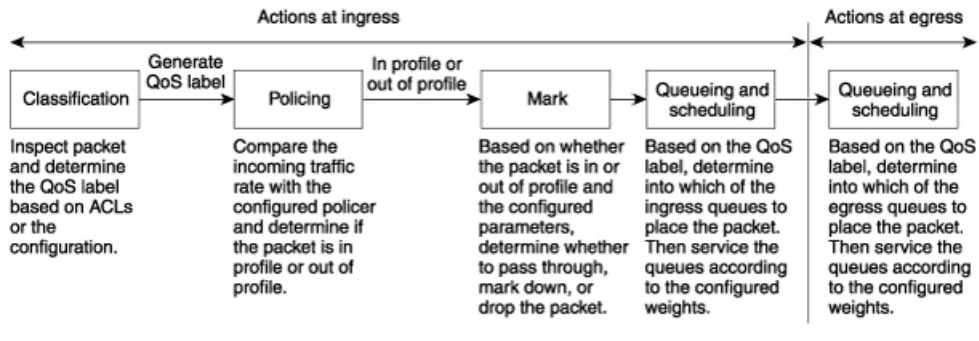 Actions at ingress
Actions at egress
Generate
QoS label
In profile or
out of profile
Classification
Policing
Mark
Queueing and
scheduling
Queueing and
scheduling
Inspect packet
and determine
the QoS label
based on ACLs
or the
configuration.
Compare the
incoming traffic
rate with the
configured policer
and determine if
the packet is in
profile or out of
profile.
Based on whether
the packet is in or
out of profile and
the configured
parameters,
determine whether
to pass through,
mark down, or
drop the packet.
Based on the QoS
label, determine
into which of the
ingress queues to
place the packet.
Then service the
queues according
to the configured
weights.
Based on the QoS
label, determine
into which of the
egress queues to
place the packet.
Then service the
queues according
to the configured
weights.